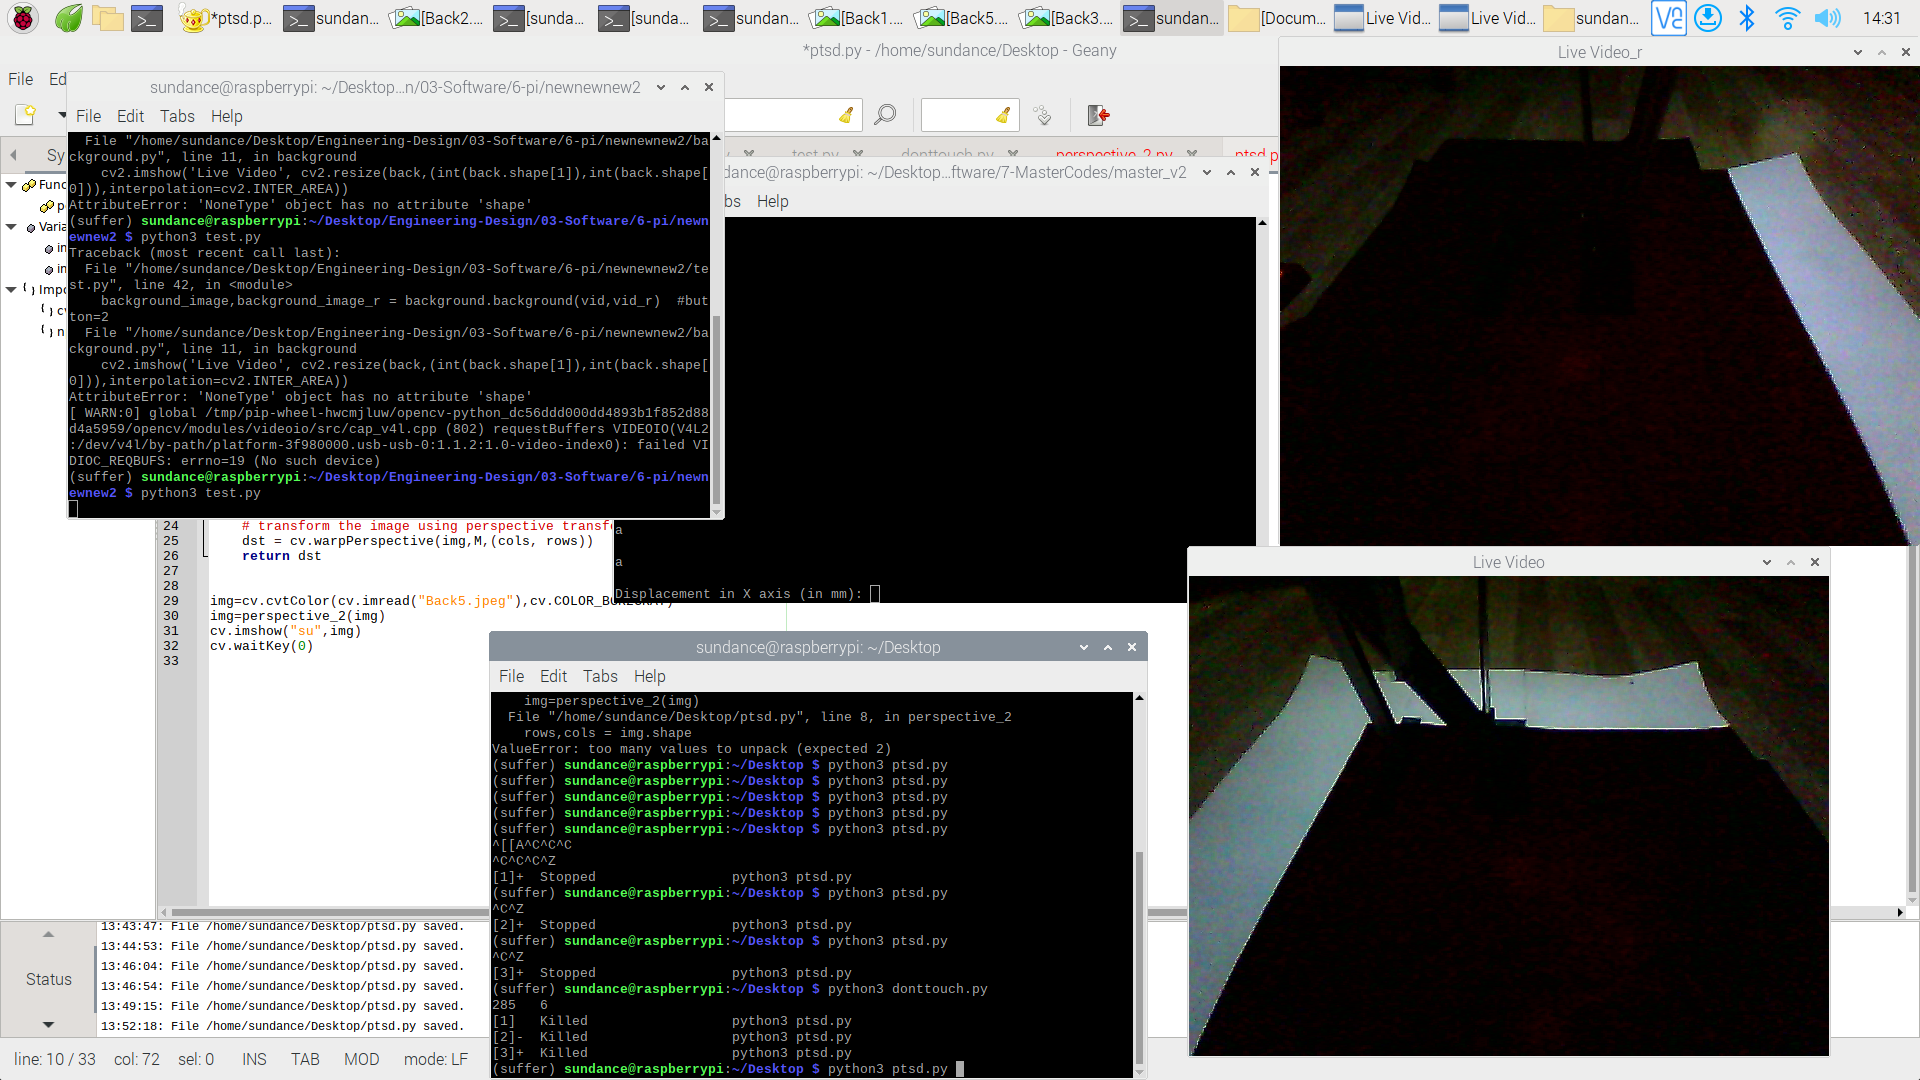 *ptsd.p...
sundan...
[Back2....
[sunda...
[sunda...
sundan...
[Back1....
[Back5....
[Back3....
sundan...
[Docum...
Live Vid...
Live Vid...
sundan...
14:31
*ptsd.py - /home/sundance/Desktop - Geany
File Ed
Sy
test.py
donttouch.py
perspective_2.py
ptsd.p
Func
p
Varia
in
in
Impo
c
n
sundance@raspberrypi: ~/Desktop...n/03-Software/6-pi/newnewnew2
File Edit Tabs Help
File "/home/sundance/Desktop/Engineering-Design/03-Software/6-pi/newnewnew2/ba
ckground.py", line 11, in background
cv2.imshow('Live Video', cv2.resize(back,(int(back.shape[1]),int(back.shape[
0])),interpolation=cv2.INTER_AREA))
AttributeError: 'NoneType' object has no attribute 'shape'
(suffer) sundance@raspberrypi:~/Desktop/Engineering-Design/03-Software/6-pi/newn
ewnew2 $ python3 test.py
Traceback (most recent call last):
File "/home/sundance/Desktop/Engineering-Design/03-Software/6-pi/newnewnew2/te
st.py", line 42, in <module>
background_image,background_image_r = background.background(vid,vid_r)  #but
ton=2
File "/home/sundance/Desktop/Engineering-Design/03-Software/6-pi/newnewnew2/ba
ckground.py", line 11, in background
cv2.imshow('Live Video', cv2.resize(back,(int(back.shape[1]),int(back.shape[
0])),interpolation=cv2.INTER_AREA))
AttributeError: 'NoneType' object has no attribute 'shape'
[ WARN:0] global /tmp/pip-wheel-hwcmjluw/opencv-python_dc56ddd000dd4893b1f852d88
d4a5959/opencv/modules/videoio/src/cap_v4l.cpp (802) requestBuffers VIDEOIO(V4L2
:/dev/v4l/by-path/platform-3f980000.usb-usb-0:1.1.2:1.0-video-index0): failed VI
DIOC_REQBUFS: errno=19 (No such device)
(suffer) sundance@raspberrypi:~/Desktop/Engineering-Design/03-Software/6-pi/newn
ewnew2 $ python3 test.py
dance@raspberrypi: ~/Desktop...ftware/7-MasterCodes/master_v2
bs Help
a
a
Displacement in X axis (in mm):
24 # transform the image using perspective transf
25 dst = cv.warpPerspective(img,M,(cols, rows))
26 return dst
27
28
29 img=cv.cvtColor(cv.imread("Back5.jpeg"),cv.COLOR_BGR2GRAY)
30 img=perspective_2(img)
31 cv.imshow("su",img)
32 cv.waitKey(0)
33
sundance@raspberrypi: ~/Desktop
File Edit Tabs Help
img=perspective_2(img)
File "/home/sundance/Desktop/ptsd.py", line 8, in perspective_2
rows,cols = img.shape
ValueError: too many values to unpack (expected 2)
(suffer) sundance@raspberrypi:~/Desktop $ python3 ptsd.py
(suffer) sundance@raspberrypi:~/Desktop $ python3 ptsd.py
(suffer) sundance@raspberrypi:~/Desktop $ python3 ptsd.py
(suffer) sundance@raspberrypi:~/Desktop $ python3 ptsd.py
(suffer) sundance@raspberrypi:~/Desktop $ python3 ptsd.py
^[[A^C^C^C
^C^C^C^Z
[1]+  Stopped                 python3 ptsd.py
(suffer) sundance@raspberrypi:~/Desktop $ python3 ptsd.py
^C^Z
[2]+  Stopped                 python3 ptsd.py
(suffer) sundance@raspberrypi:~/Desktop $ python3 ptsd.py
^C^Z
[3]+  Stopped                 python3 ptsd.py
(suffer) sundance@raspberrypi:~/Desktop $ python3 donttouch.py
285   6
[1]   Killed                  python3 ptsd.py
[2]-  Killed                  python3 ptsd.py
[3]+  Killed                  python3 ptsd.py
(suffer) sundance@raspberrypi:~/Desktop $ python3 ptsd.py
Live Video_r
Live Video
Status
13:43:47: File /home/sundance/Desktop/ptsd.py saved.
13:44:53: File /home/sundance/Desktop/ptsd.py saved.
13:46:04: File /home/sundance/Desktop/ptsd.py saved.
13:46:54: File /home/sundance/Desktop/ptsd.py saved.
13:49:15: File /home/sundance/Desktop/ptsd.py saved.
13:52:18: File /home/sundance/Desktop/ptsd.py saved.
line: 10 / 33 col: 72 sel: 0 INS TAB MOD mode: LF